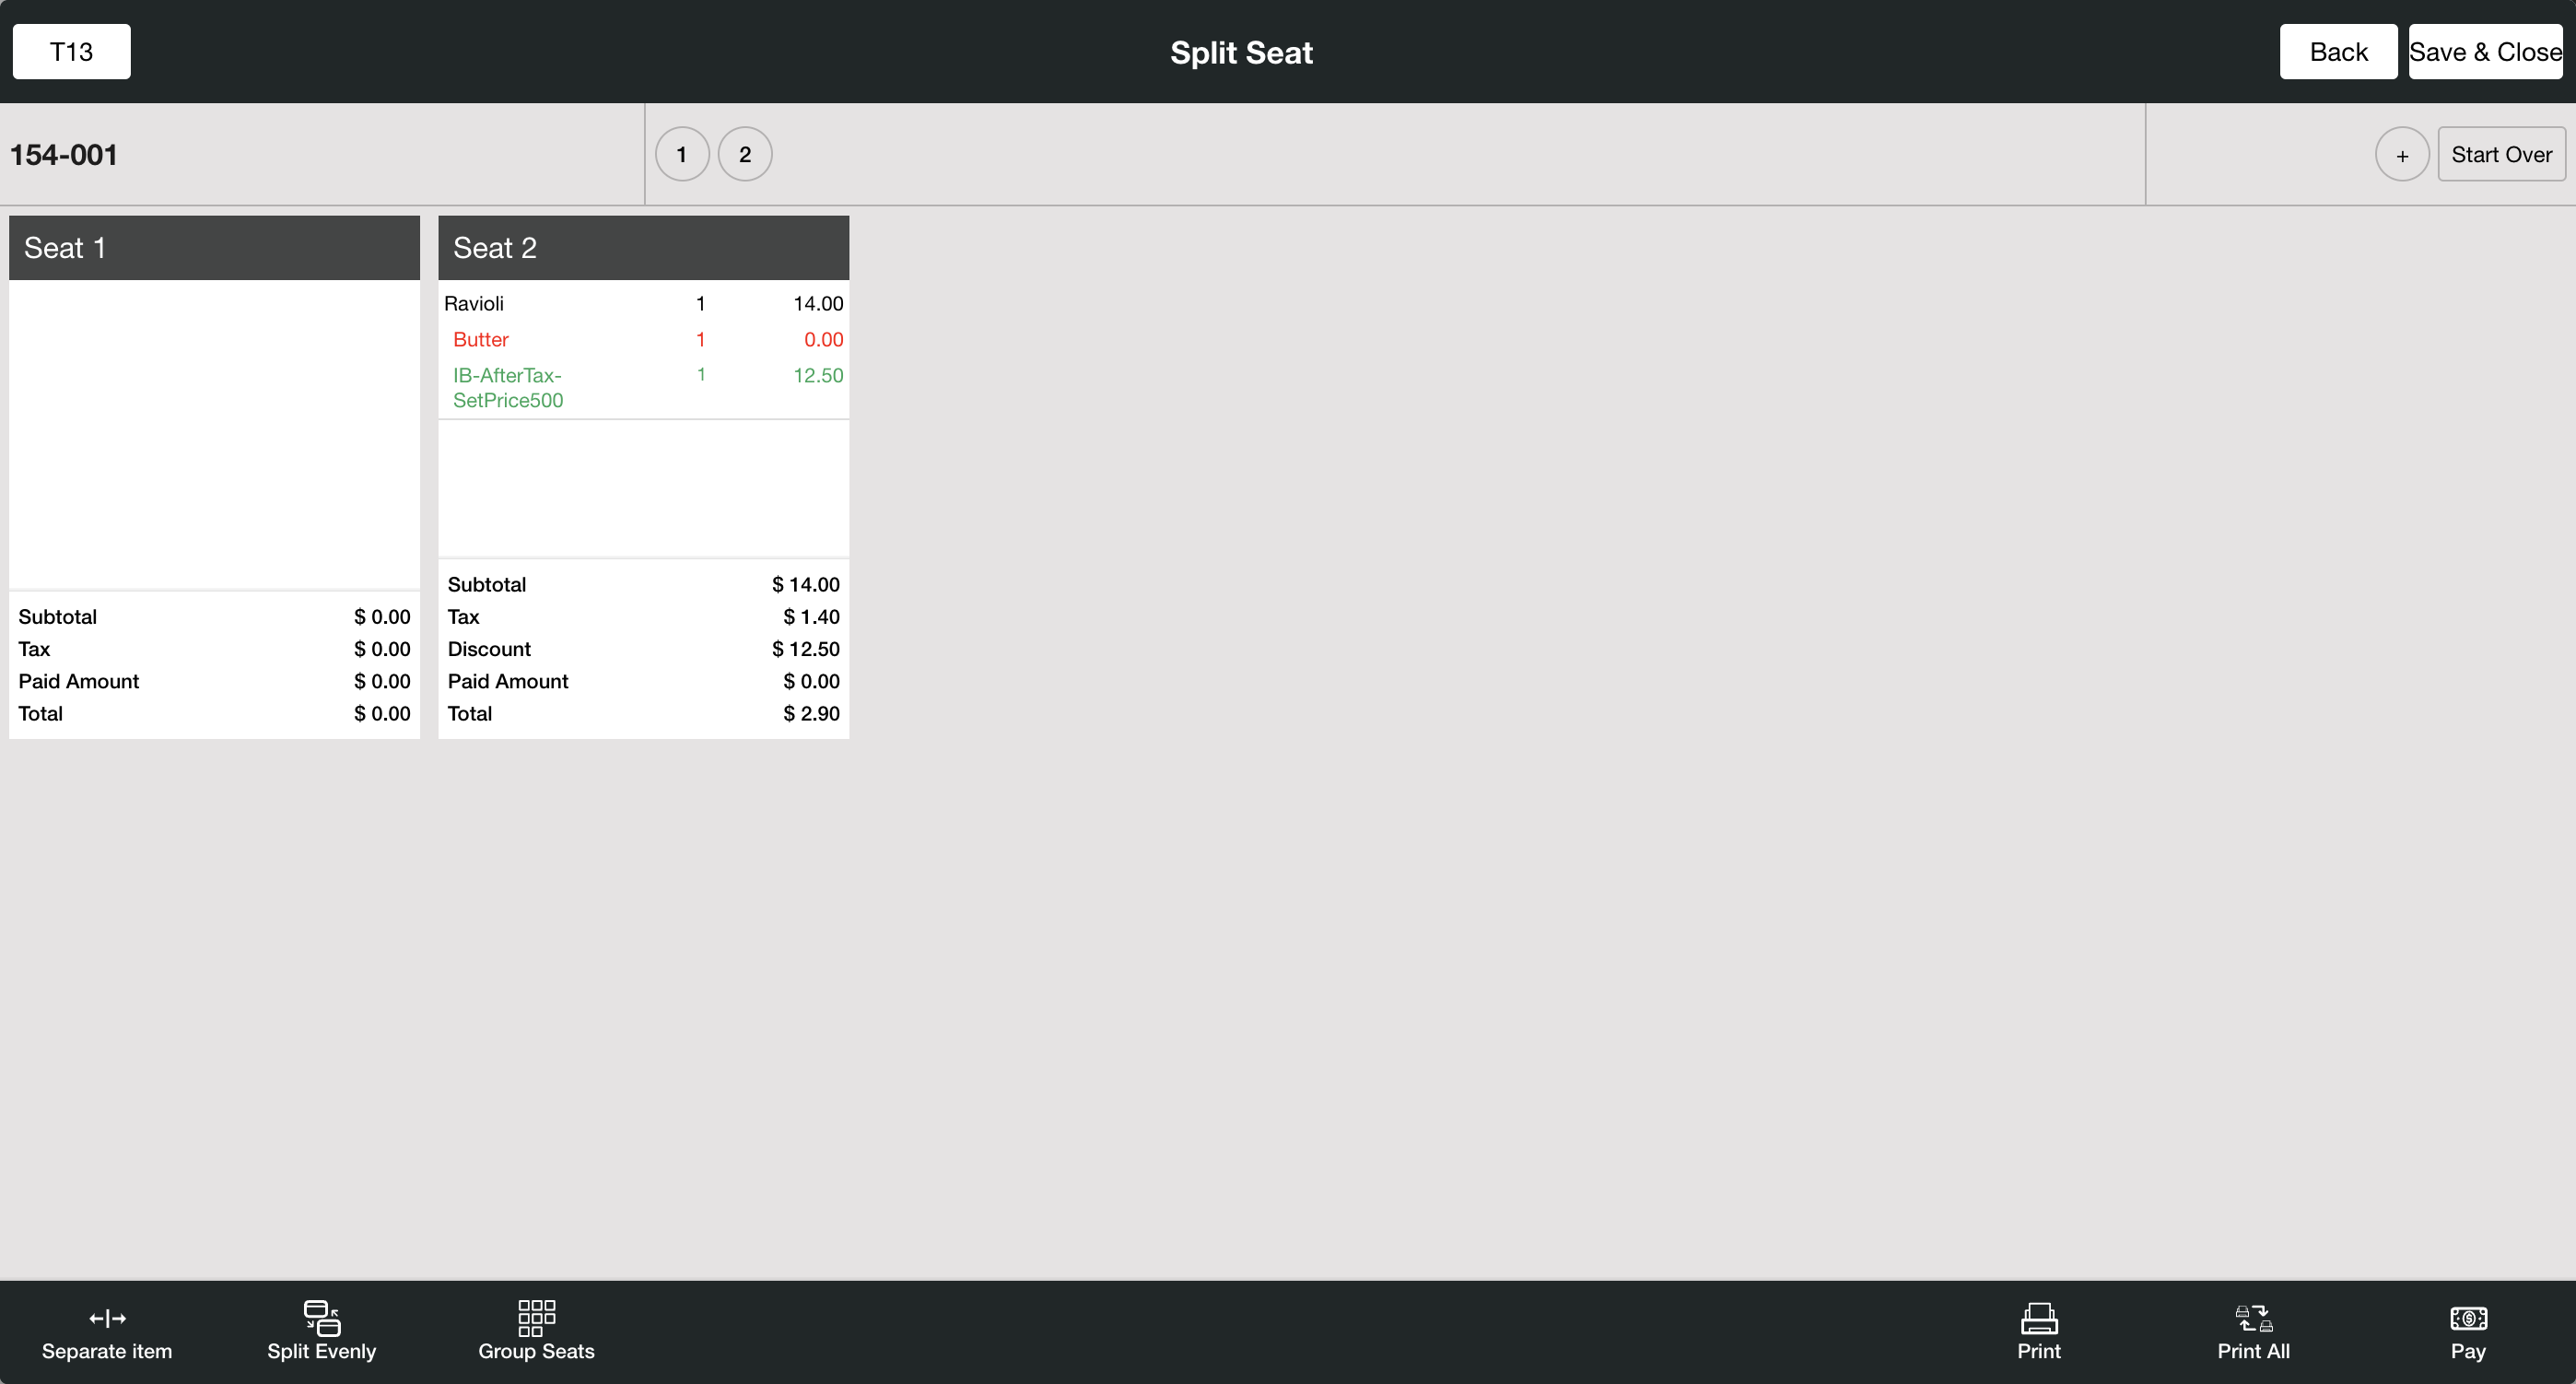 T13
Split Seat
Back
Save & Close
154-001
1
2
+
Start Over
Seat 1
Subtotal $ 0.00
Tax $ 0.00
Paid Amount $ 0.00
Total $ 0.00
Seat 2
Ravioli 1 14.00
Butter 1 0.00
IB-AfterTax- 1 12.50
SetPrice500
Subtotal $ 14.00
Tax $ 1.40
Discount $ 12.50
Paid Amount $ 0.00
Total $ 2.90
Separate item
Split Evenly
Group Seats
Print
Print All
Pay